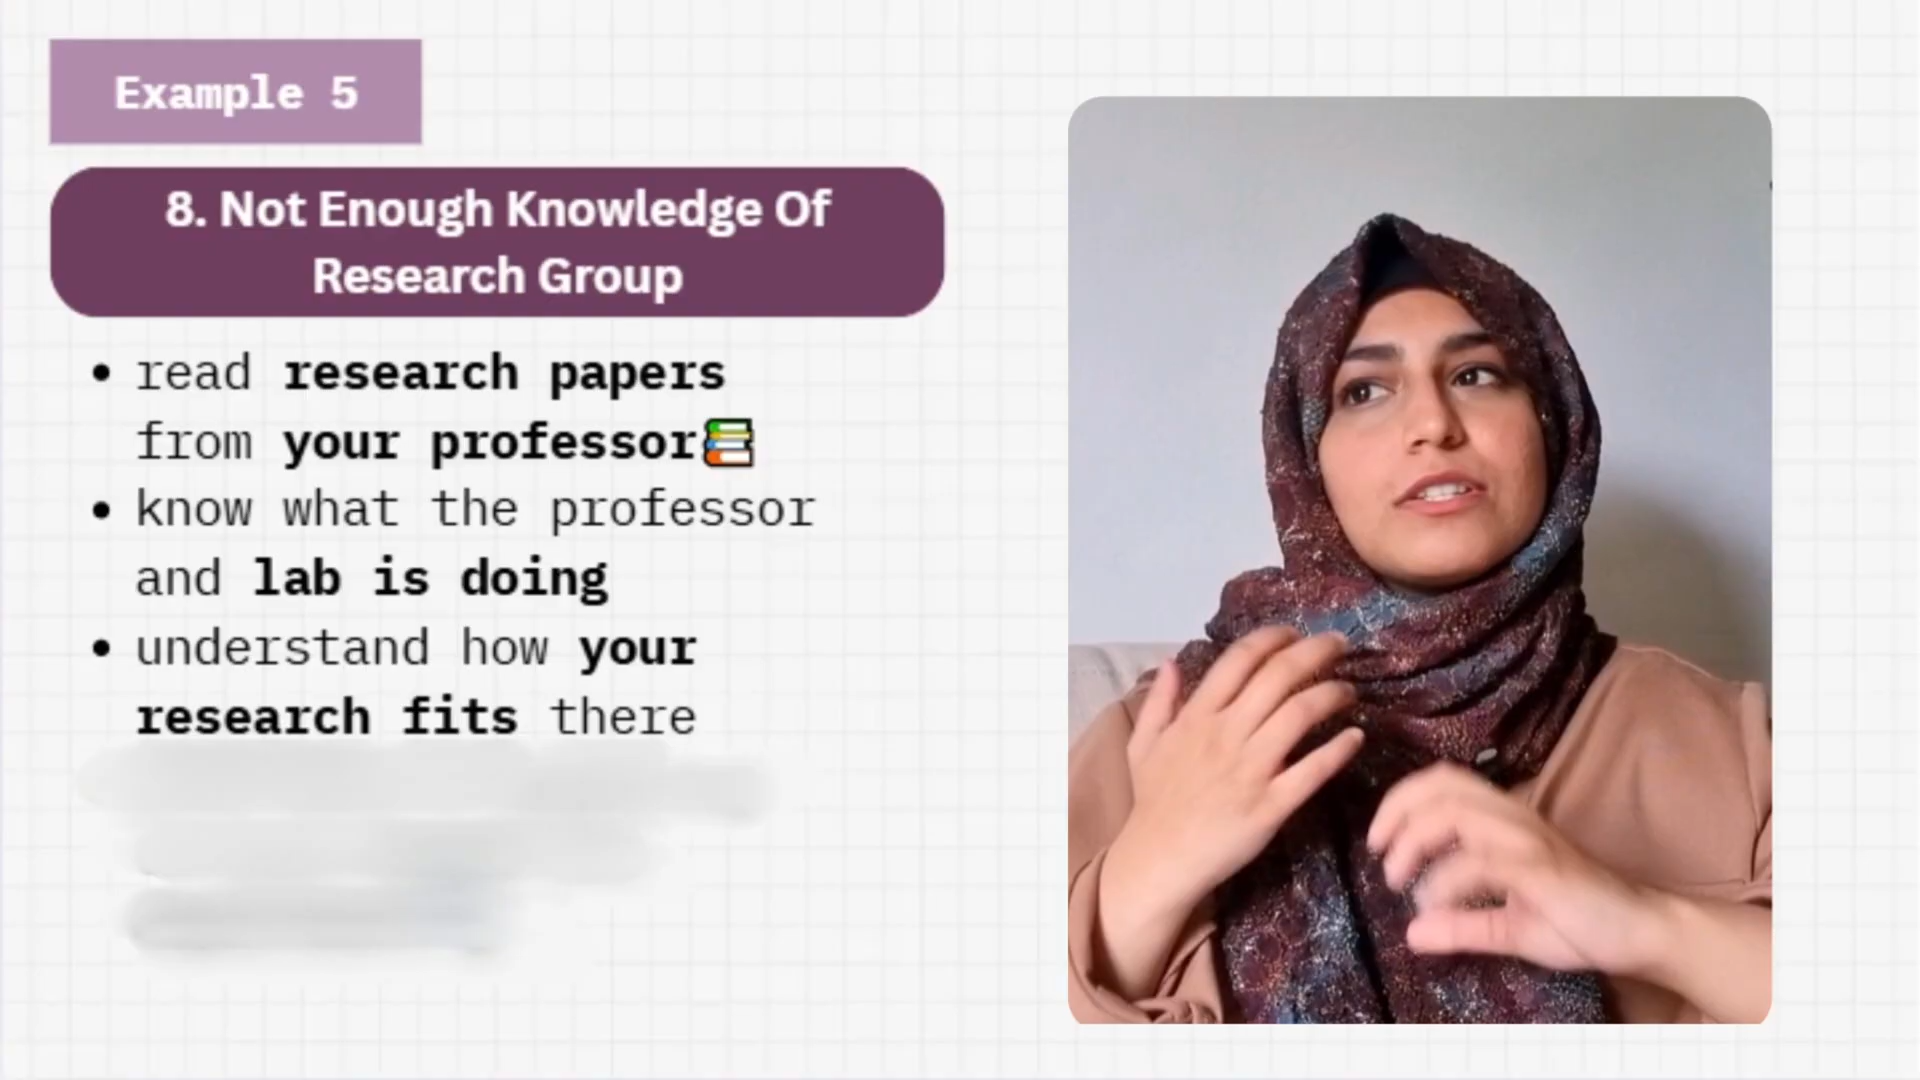 Example 5
8. Not Enough Knowledge Of
Research Group
• read research papers
from your professor📚
• know what the professor
and lab is doing
• understand how your
research fits there